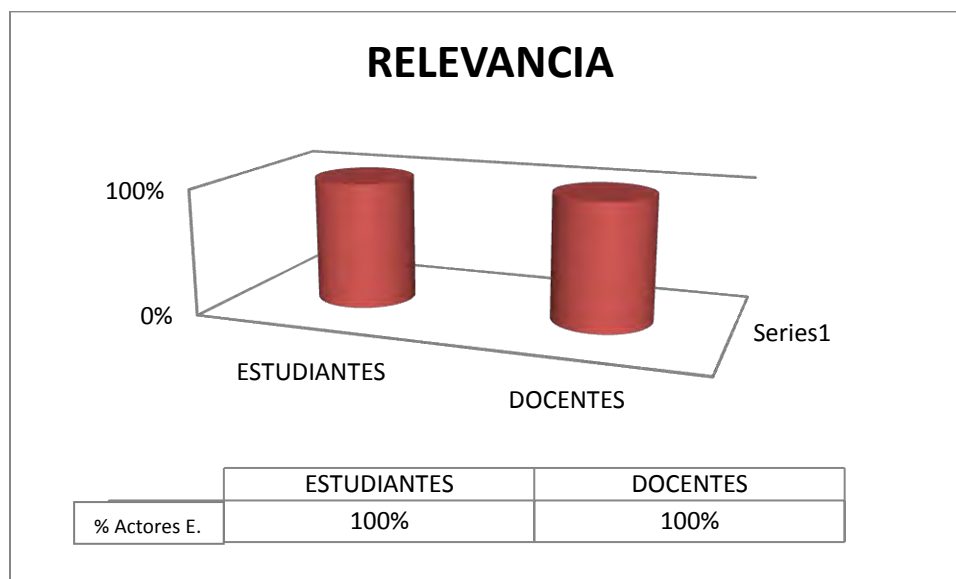 RELEVANCIA
100%
0%
Series1
ESTUDIANTES
DOCENTES
ESTUDIANTES DOCENTES
% Actores E. 100% 100%